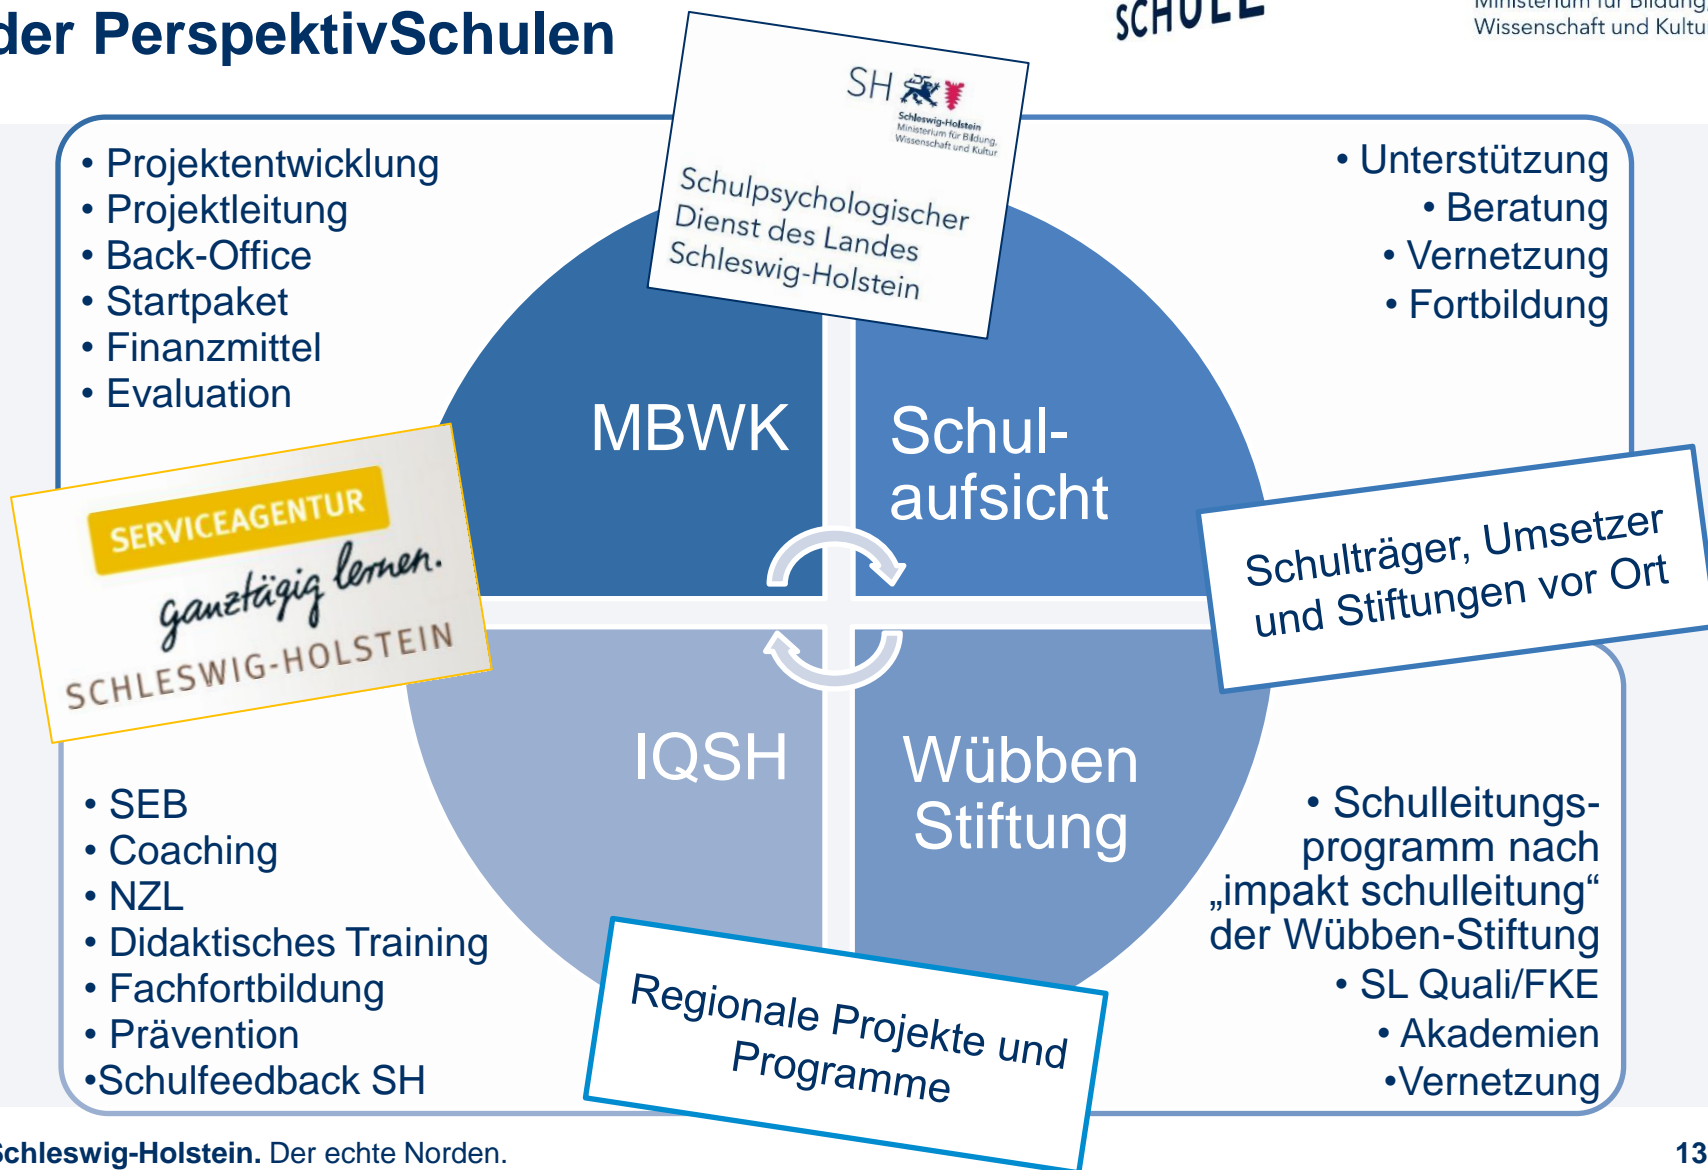 der PerspektivSchulen
SCHULE
Ministerium für Bildung,
Wissenschaft und Kultur
SH
Schleswig-Holstein
Ministerium für Bildung,
Wissenschaft und Kultur
Schulpsychologischer
Dienst des Landes
Schleswig-Holstein
• Projektentwicklung
• Projektleitung
• Back-Office
• Startpaket
• Finanzmittel
• Evaluation
• Unterstützung
• Beratung
• Vernetzung
• Fortbildung
MBWK
Schul-
aufsicht
SERVICEAGENTUR
ganztägig lernen.
SCHLESWIG-HOLSTEIN
Schulträger, Umsetzer
und Stiftungen vor Ort
IQSH
Wübben
Stiftung
• SEB
• Coaching
• NZL
• Didaktisches Training
• Fachfortbildung
• Prävention
•Schulfeedback SH
• Schulleitungs-
programm nach
„impakt schulleitung“
der Wübben-Stiftung
• SL Quali/FKE
• Akademien
•Vernetzung
Regionale Projekte und
Programme
Schleswig-Holstein. Der echte Norden.
13